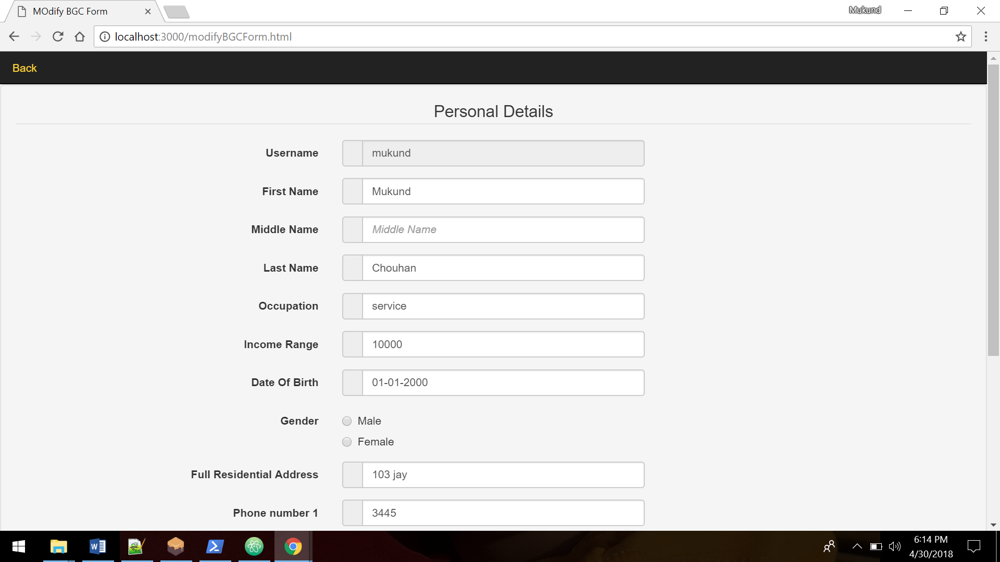 MOdify BGC Form
Mukund
localhost:3000/modifyBGCForm.html
Back
Personal Details
Username mukund
First Name Mukund
Middle Name Middle Name
Last Name Chouhan
Occupation service
Income Range 10000
Date Of Birth 01-01-2000
Gender Male
Female
Full Residential Address 103 jay
Phone number 1 3445
6:14 PM
4/30/2018